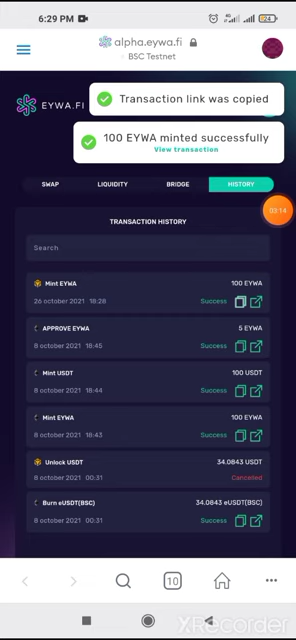 6:29 PM
4G
24
alpha.eywa.fi
BSC Testnet
EYWA.FI
Transaction link was copied
100 EYWA minted successfully
View transaction
SWAP LIQUIDITY BRIDGE HISTORY
03:14
TRANSACTION HISTORY
Search
Mint EYWA 100 EYWA
26 october 2021 18:28 Success
APPROVE EYWA 5 EYWA
8 october 2021 18:45 Success
Mint USDT 100 USDT
8 october 2021 18:44 Success
Mint EYWA 100 EYWA
8 october 2021 18:43 Success
Unlock USDT 34.0843 USDT
8 october 2021 00:31 Cancelled
Burn eUSDT(BSC) 34.0843 eUSDT(BSC)
8 october 2021 00:31 Success
10
XRecorder